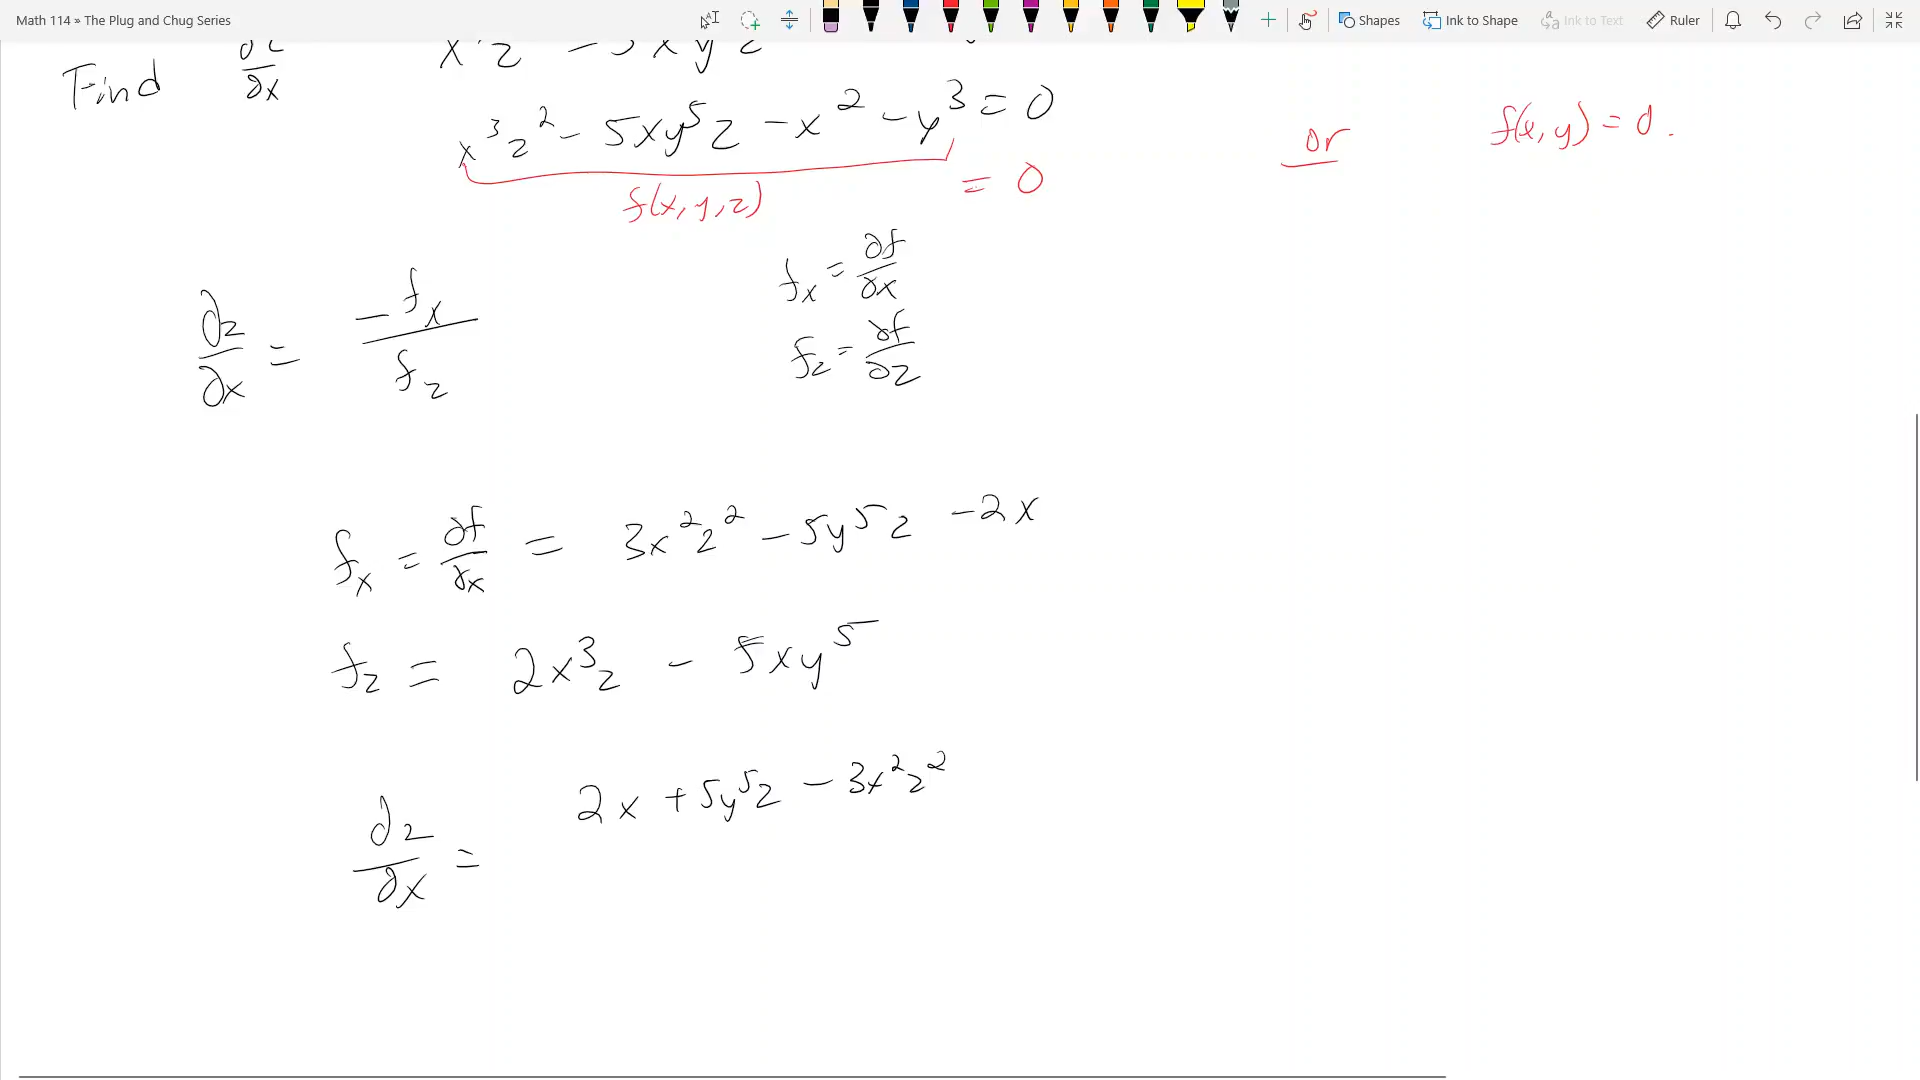 Math 114 » The Plug and Chug Series
Shapes Ink to Shape Ink to Text Ruler
Find ∂z/∂x
x³z² − 5xy⁵z − x² − y³ = 0
f(x,y,z) = 0
or f(x,y) = 0.
∂z/∂x = −fx/fz
fx = ∂f/∂x
fz = ∂f/∂z
fx = ∂f/∂x = 3x²z² − 5y⁵z − 2x
fz = 2x³z − 5xy⁵
∂z/∂x = 2x + 5y⁵z − 3x²z²